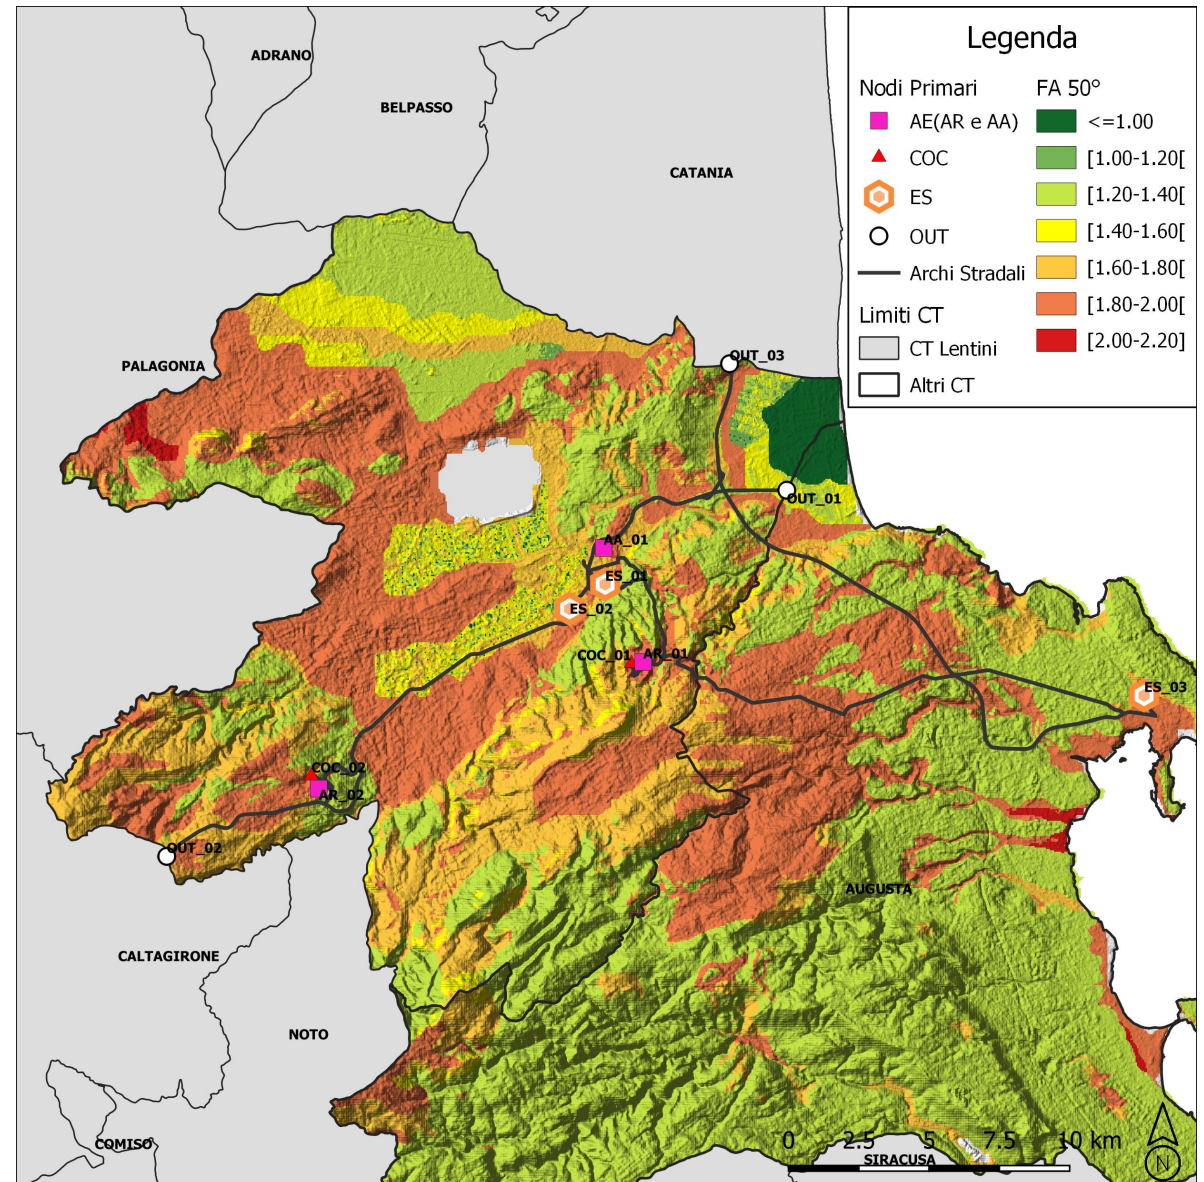 Legenda
Nodi Primari
AE(AR e AA)
COC
ES
OUT
Archi Stradali
Limiti CT
CT Lentini
Altri CT
FA 50°
<=1.00
[1.00-1.20[
[1.20-1.40[
[1.40-1.60[
[1.60-1.80[
[1.80-2.00[
[2.00-2.20]
ADRANO
BELPASSO
CATANIA
OUT_03
PALAGONIA
OUT_01
AA_01
ES_01
ES_02
COC_01
AR_01
ES_03
COC_02
AR_02
OUT_02
AUGUSTA
CALTAGIRONE
NOTO
COMISO
SIRACUSA
0 2.5 5 7.5 10 km
N